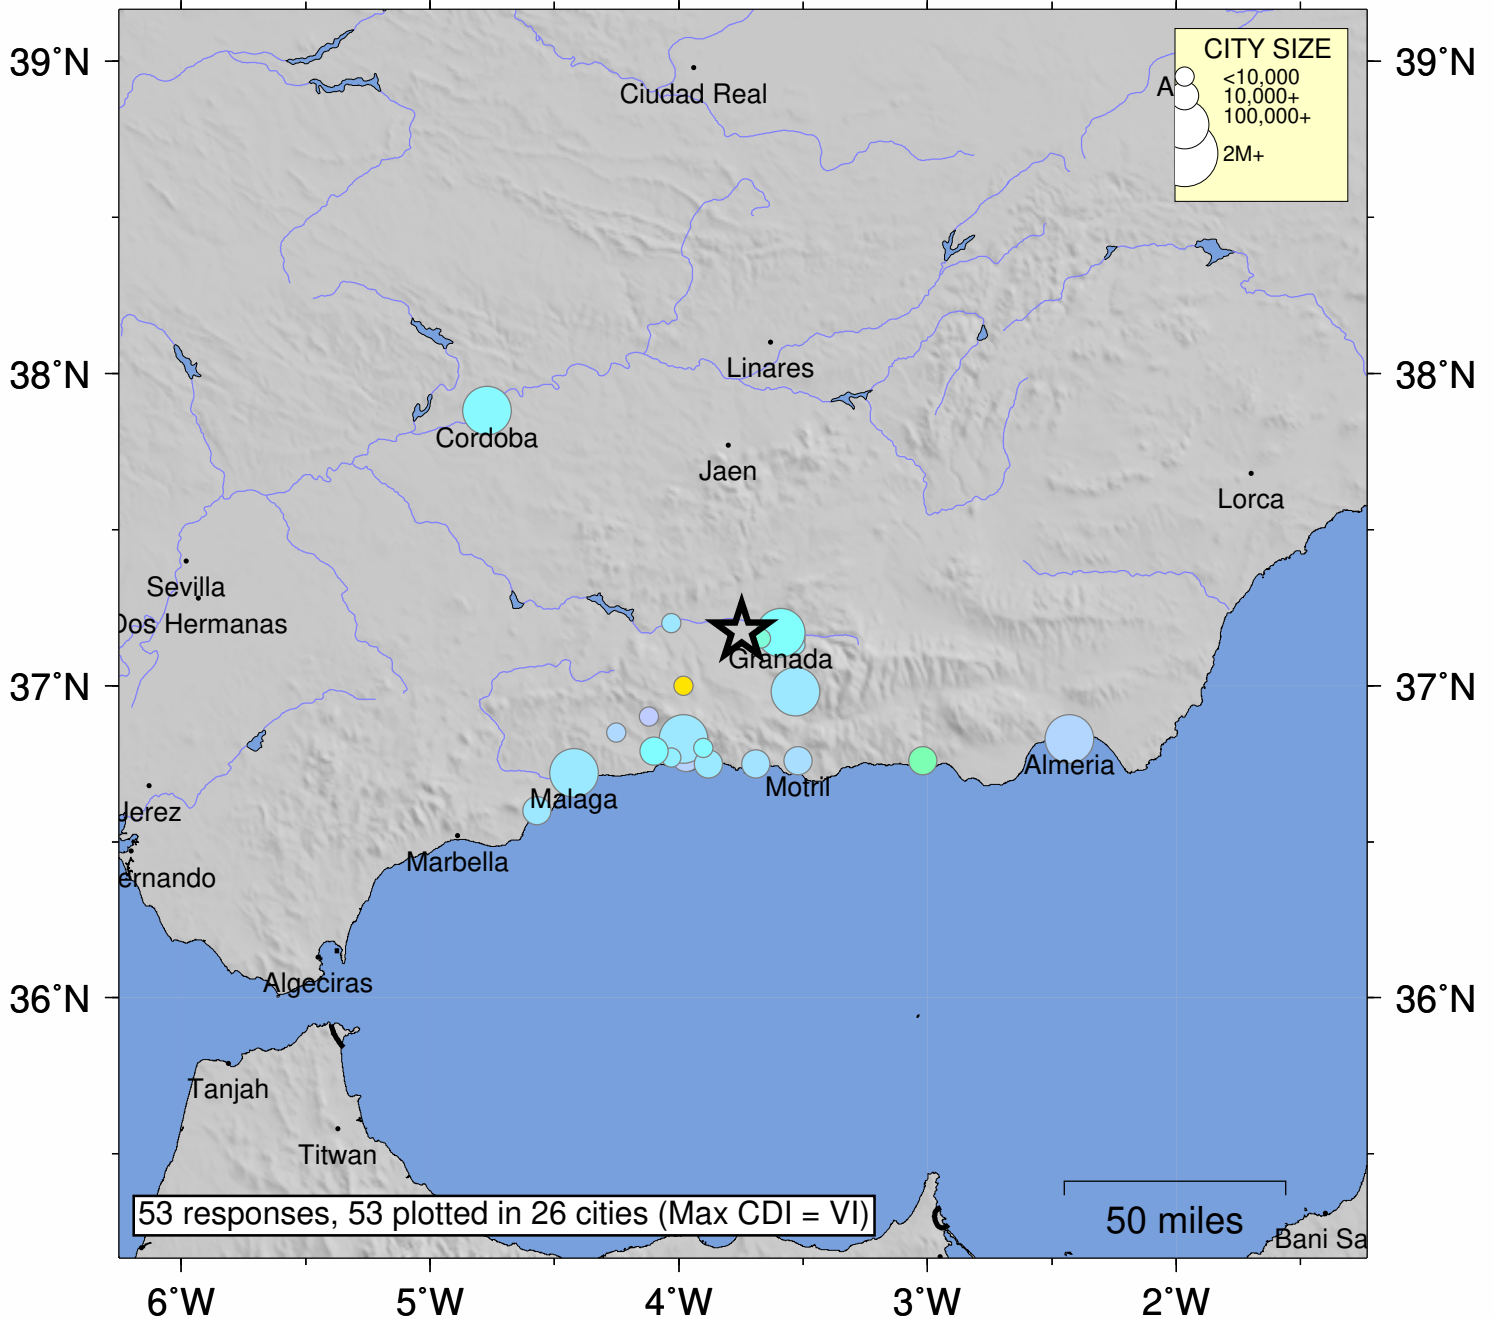 39°N
39°N
CITY SIZE
<10,000
10,000+
100,000+
2M+
A
Ciudad Real
38°N
38°N
Linares
Cordoba
Jaen
Lorca
Sevilla
Dos Hermanas
Granada
37°N
37°N
Almeria
Motril
Malaga
Jerez
Marbella
ernando
Algeciras
36°N
36°N
Tanjah
Titwan
53 responses, 53 plotted in 26 cities (Max CDI = VI)
50 miles
Bani Sa
6°W
5°W
4°W
3°W
2°W